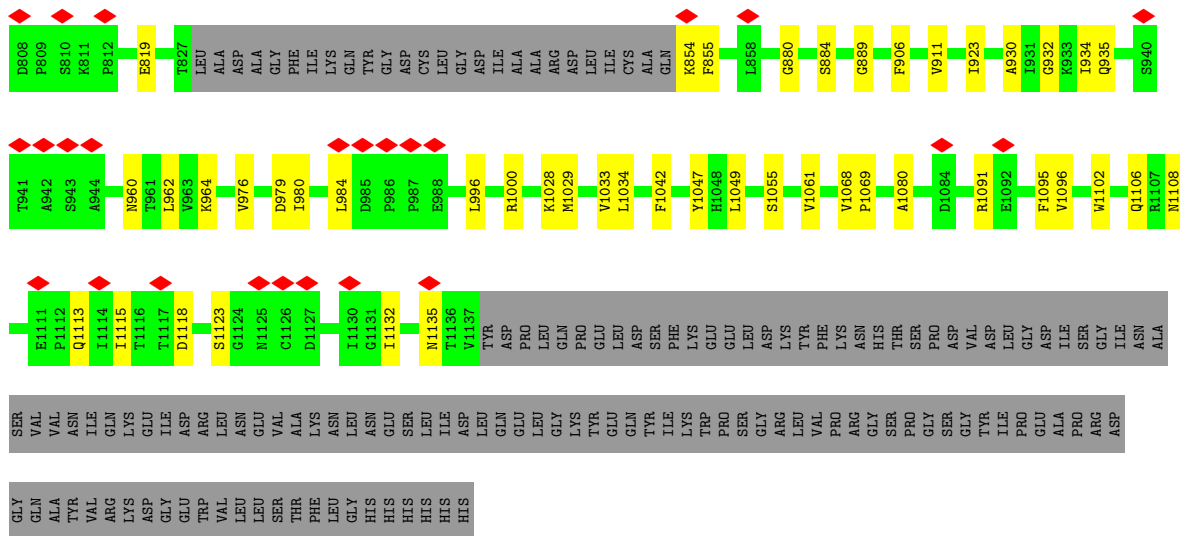 D808 P809 S810 K811 P812 E819 T827 LEU ALA ASP ALA ALA GLY PHE ILE LYS GLN TYR GLY ASP CYS LEU GLY ASP ILE ALA ALA ARG ASP LEU ILE CYS ALA GLN K854 F855 L858 G880 S884 G889 F906 V911 I923 A930 I931 G932 K933 I934 Q935 S940
T941 A942 S943 A944 N960 T961 L962 V963 K964 V976 D979 I980 L984 D985 P986 P987 E988 L996 R1000 K1028 M1029 V1033 L1034 F1042 Y1047 H1048 L1049 S1055 V1061 V1068 P1069 A1080 D1084 R1091 E1092 F1095 V1096 W1102 Q1106 R1107 N1108
E1111 P1112 Q1113 I1114 I1115 T1116 T1117 D1118 S1123 G1124 N1125 C1126 D1127 I1130 G1131 I1132 N1135 T1136 V1137 TYR ASP PRO LEU GLN PRO GLU LEU ASP SER PHE LYS GLU GLU LEU ASP LYS TYR PHE LYS ASN HIS THR SER PRO ASP VAL ASP LEU GLY ASP ILE SER GLY ILE ASN ALA
SER VAL VAL ASN ILE GLN LYS GLU ILE ASP ARG LEU ASN GLU VAL ALA LYS ASN LEU ASN GLU SER LEU ILE ASP LEU GLN GLU LEU GLY LYS TYR GLU GLN TYR ILE LYS TRP PRO SER GLY ARG LEU VAL PRO ARG GLY SER PRO GLY SER GLY TYR ILE PRO GLU ALA PRO ARG ASP
GLY GLN ALA TYR VAL ARG LYS ASP GLY GLU TRP VAL LEU LEU SER THR PHE LEU GLY HIS HIS HIS HIS HIS HIS